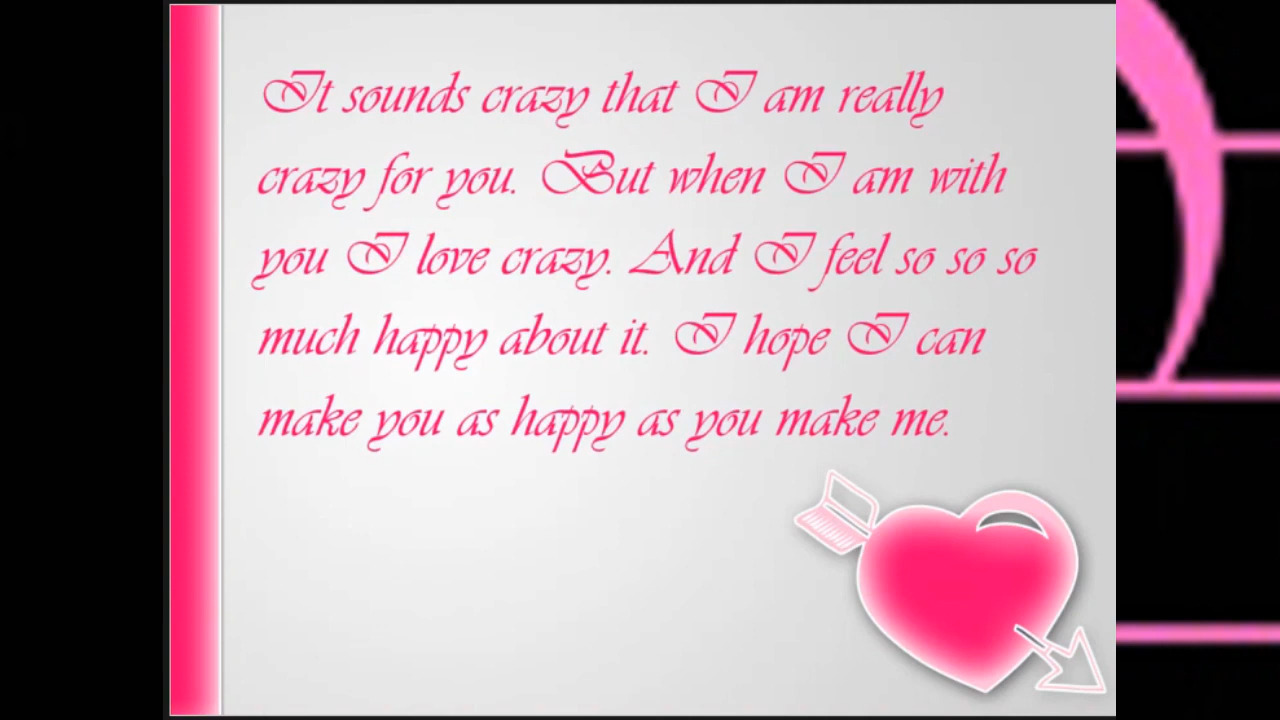 It sounds crazy that I am really
crazy for you. But when I am with
you I love crazy. And I feel so so so
much happy about it. I hope I can
make you as happy as you make me.